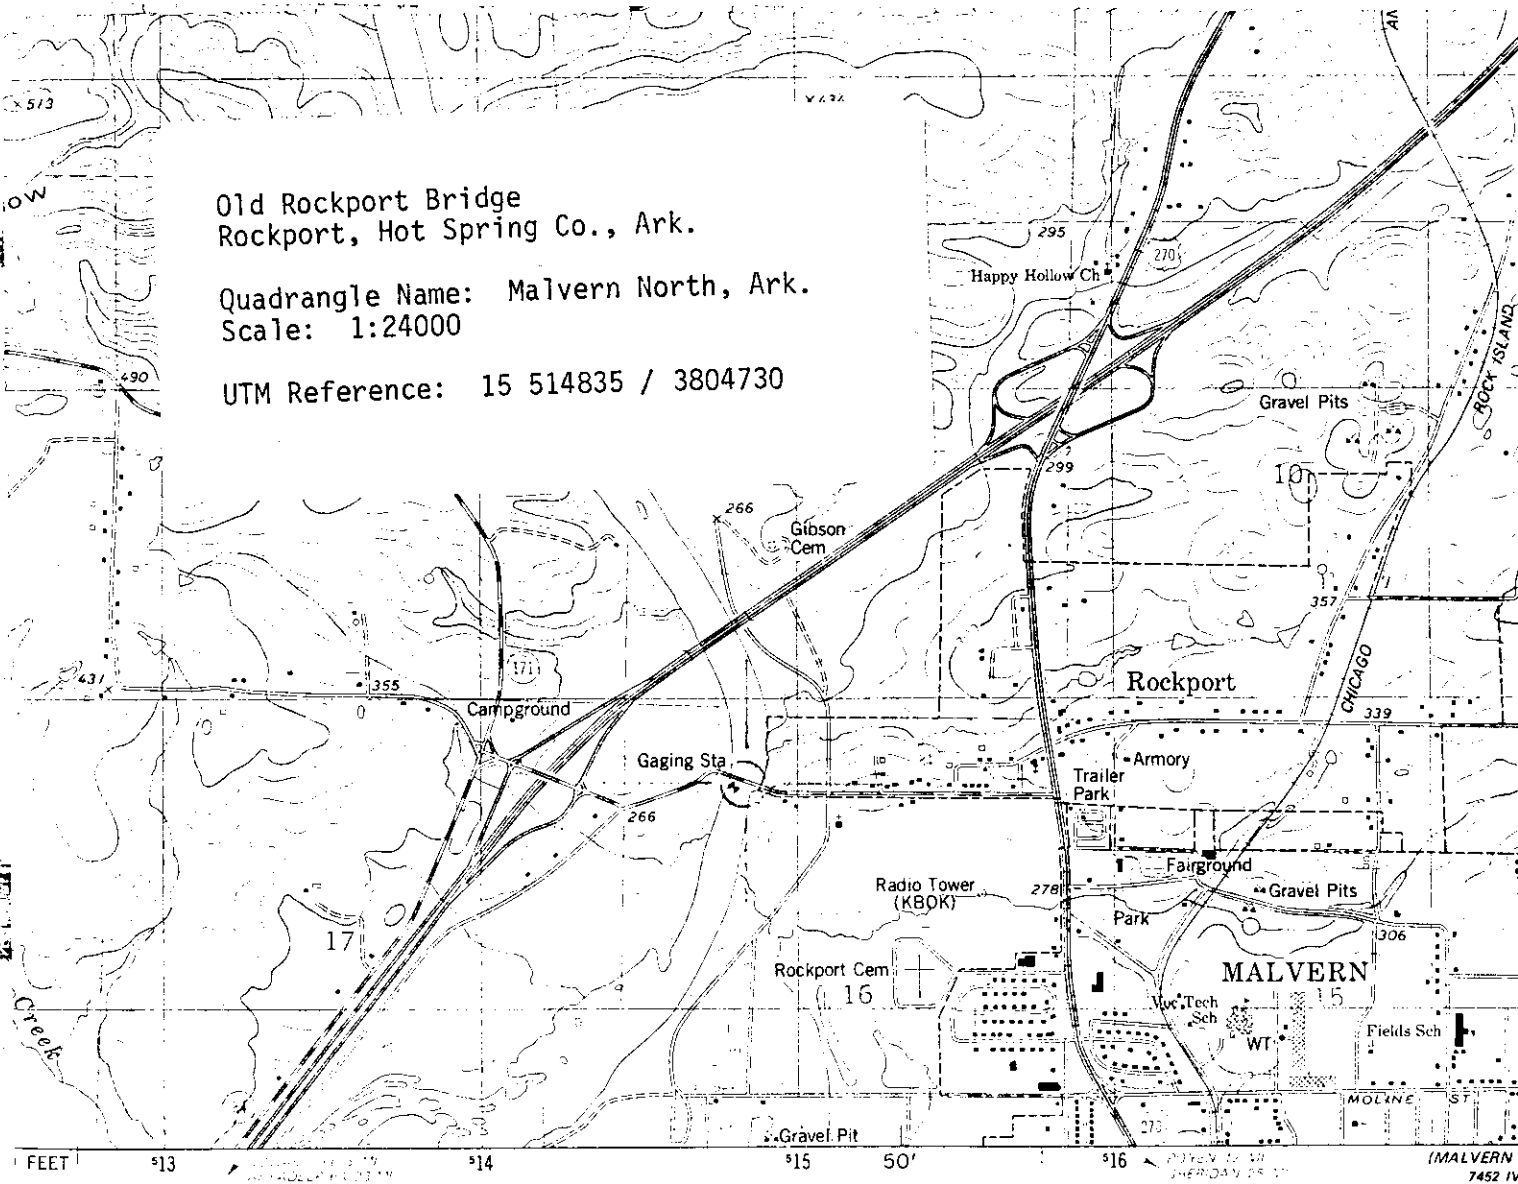 513
Old Rockport Bridge
Rockport, Hot Spring Co., Ark.
Quadrangle Name: Malvern North, Ark.
Scale: 1:24000
UTM Reference: 15 514835 / 3804730
295
270
Happy Hollow Ch
ROCK ISLAND
490
Gravel Pits
299
10
266
Gibson
Cem
357
171
431
355
Campground
Rockport
CHICAGO
339
Gaging Sta
Armory
Trailer
Park
266
Fairground
Radio Tower
(KBOK)
278
Gravel Pits
Park
306
17
Rockport Cem
16
MALVERN
15
Voc Tech
Sch
WT
Fields Sch
Creek
MOLINE ST
Gravel Pit
273
FEET
513
514
515
50'
516
(MALVERN
7452 IV